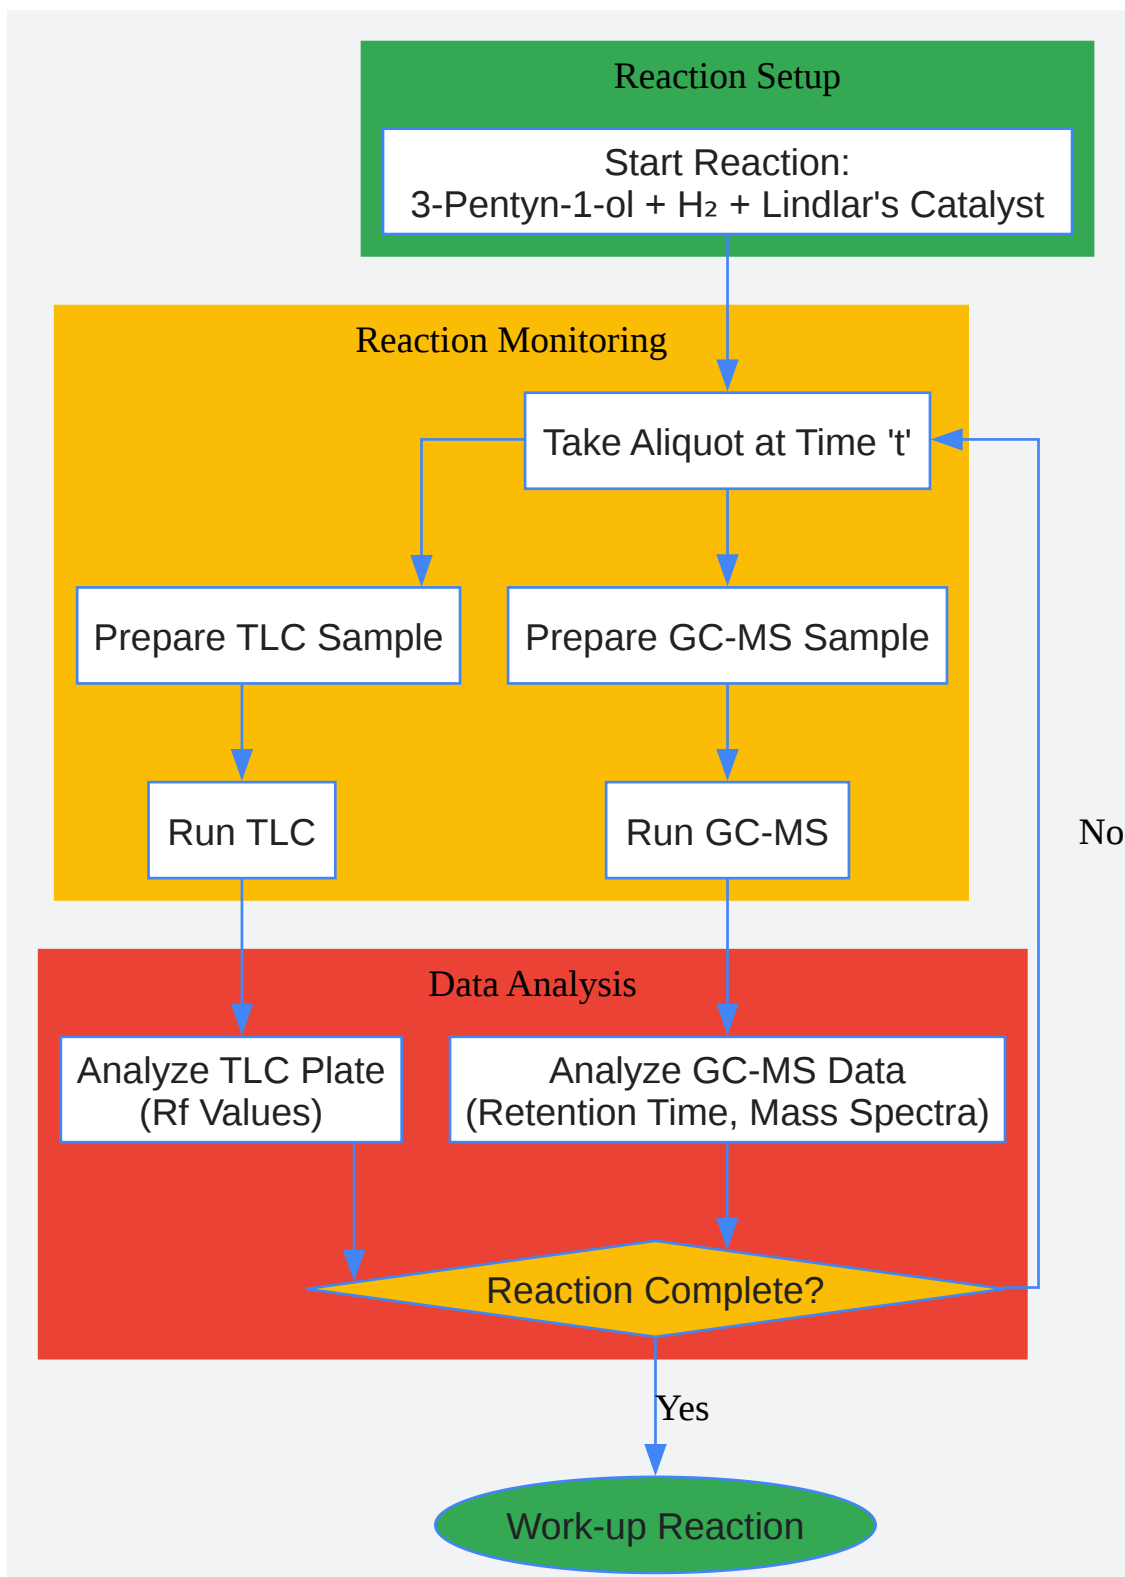 Reaction Setup
Start Reaction:
3-Pentyn-1-ol + H₂ + Lindlar's Catalyst
Reaction Monitoring
Take Aliquot at Time 't'
Prepare TLC Sample
Prepare GC-MS Sample
Run TLC
Run GC-MS
No
Data Analysis
Analyze TLC Plate
(Rf Values)
Analyze GC-MS Data
(Retention Time, Mass Spectra)
Reaction Complete?
Yes
Work-up Reaction